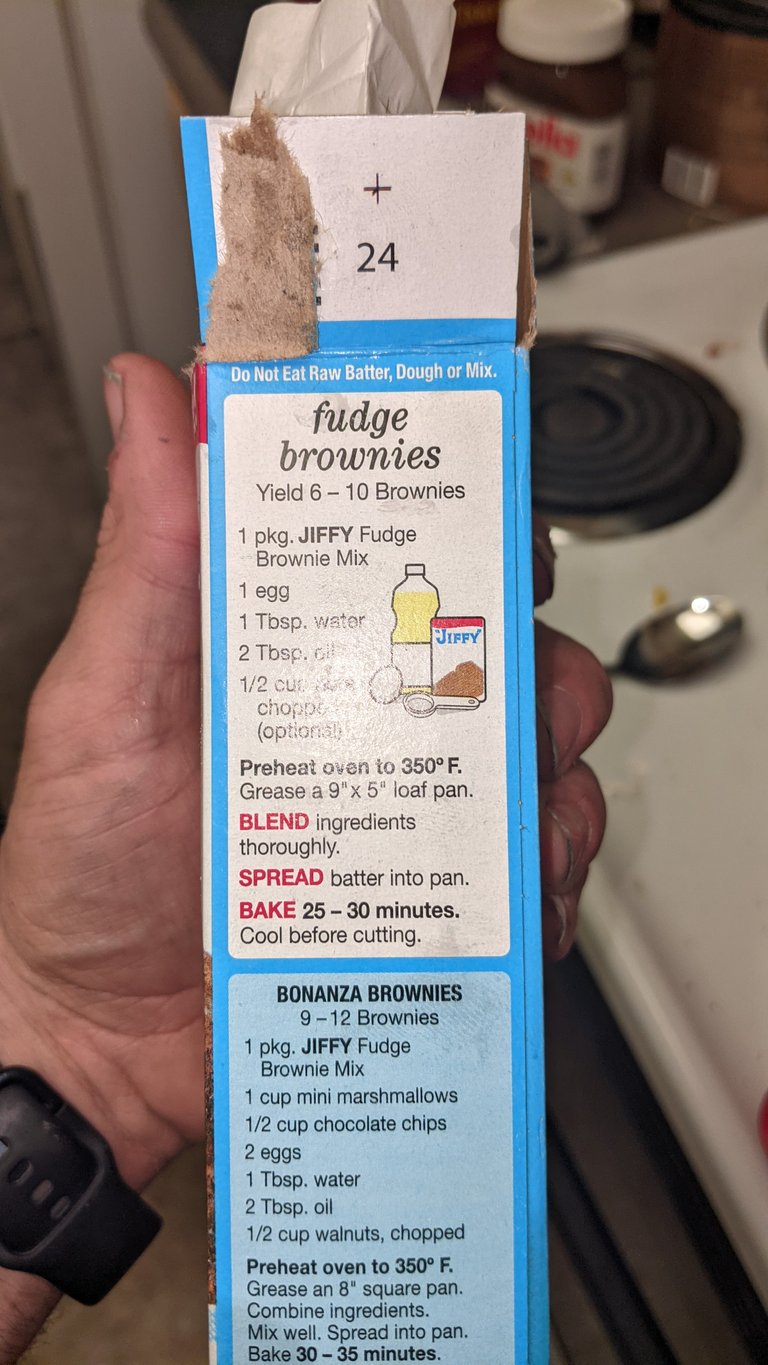 +
24
Do Not Eat Raw Batter, Dough or Mix.
fudge
brownies
Yield 6 – 10 Brownies
1 pkg. JIFFY Fudge
Brownie Mix
1 egg
1 Tbsp. water
2 Tbsp. oil
1/2 cup
chopped
(optional)
JIFFY
Preheat oven to 350° F.
Grease a 9" x 5" loaf pan.
BLEND ingredients
thoroughly.
SPREAD batter into pan.
BAKE 25 – 30 minutes.
Cool before cutting.
BONANZA BROWNIES
9 – 12 Brownies
1 pkg. JIFFY Fudge
Brownie Mix
1 cup mini marshmallows
1/2 cup chocolate chips
2 eggs
1 Tbsp. water
2 Tbsp. oil
1/2 cup walnuts, chopped
Preheat oven to 350° F.
Grease an 8" square pan.
Combine ingredients.
Mix well. Spread into pan.
Bake 30 – 35 minutes.